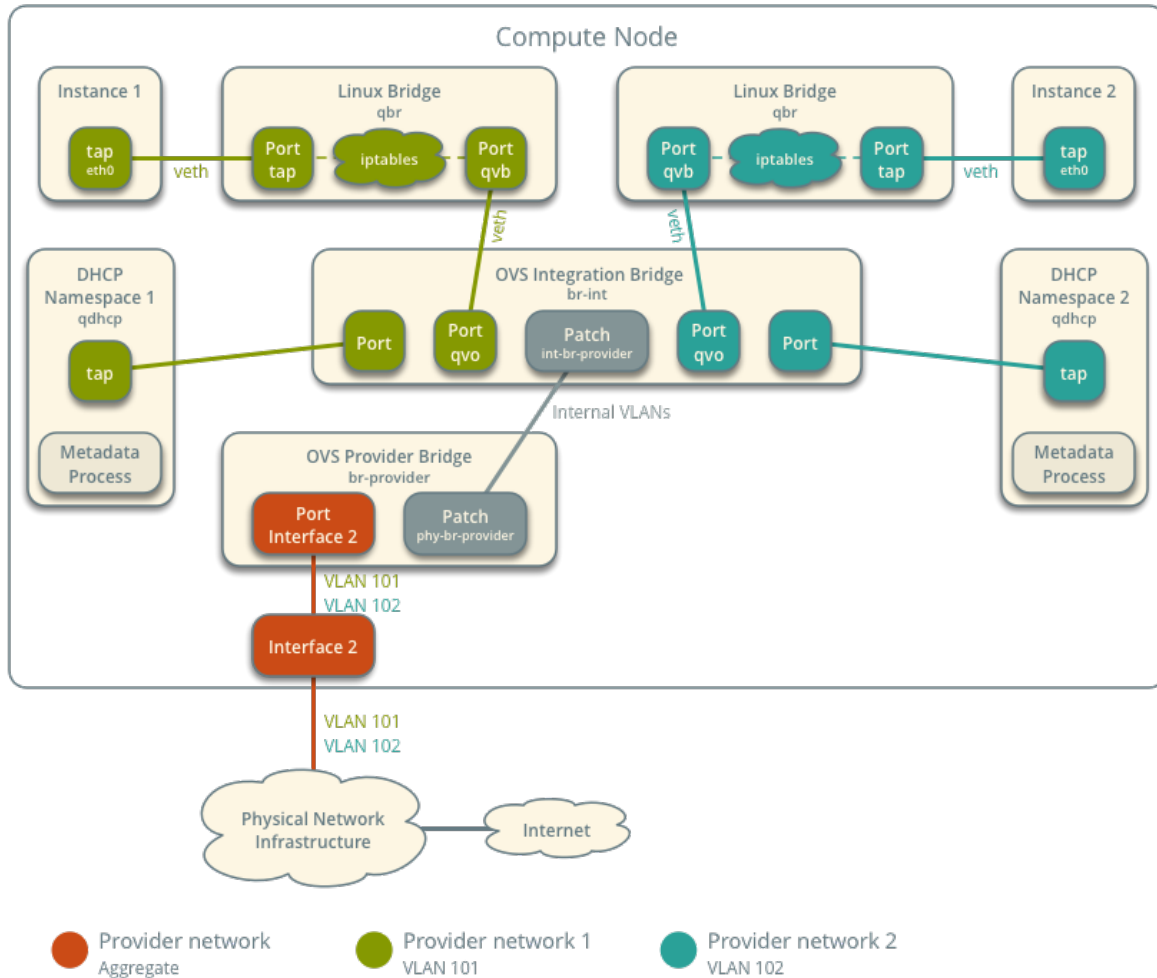 Compute Node
Instance 1
tap
eth0
veth
Linux Bridge
qbr
Port
tap
iptables
Port
qvb
veth
Linux Bridge
qbr
Port
qvb
iptables
Port
tap
veth
veth
Instance 2
tap
eth0
DHCP
Namespace 1
qdhcp
tap
Metadata
Process
OVS Integration Bridge
br-int
Port
Port
qvo
Patch
int-br-provider
Port
qvo
Port
DHCP
Namespace 2
qdhcp
tap
Metadata
Process
Internal VLANs
OVS Provider Bridge
br-provider
Port
Interface 2
Patch
phy-br-provider
VLAN 101
VLAN 102
Interface 2
VLAN 101
VLAN 102
Physical Network
Infrastructure
Internet
Provider network
Aggregate
Provider network 1
VLAN 101
Provider network 2
VLAN 102